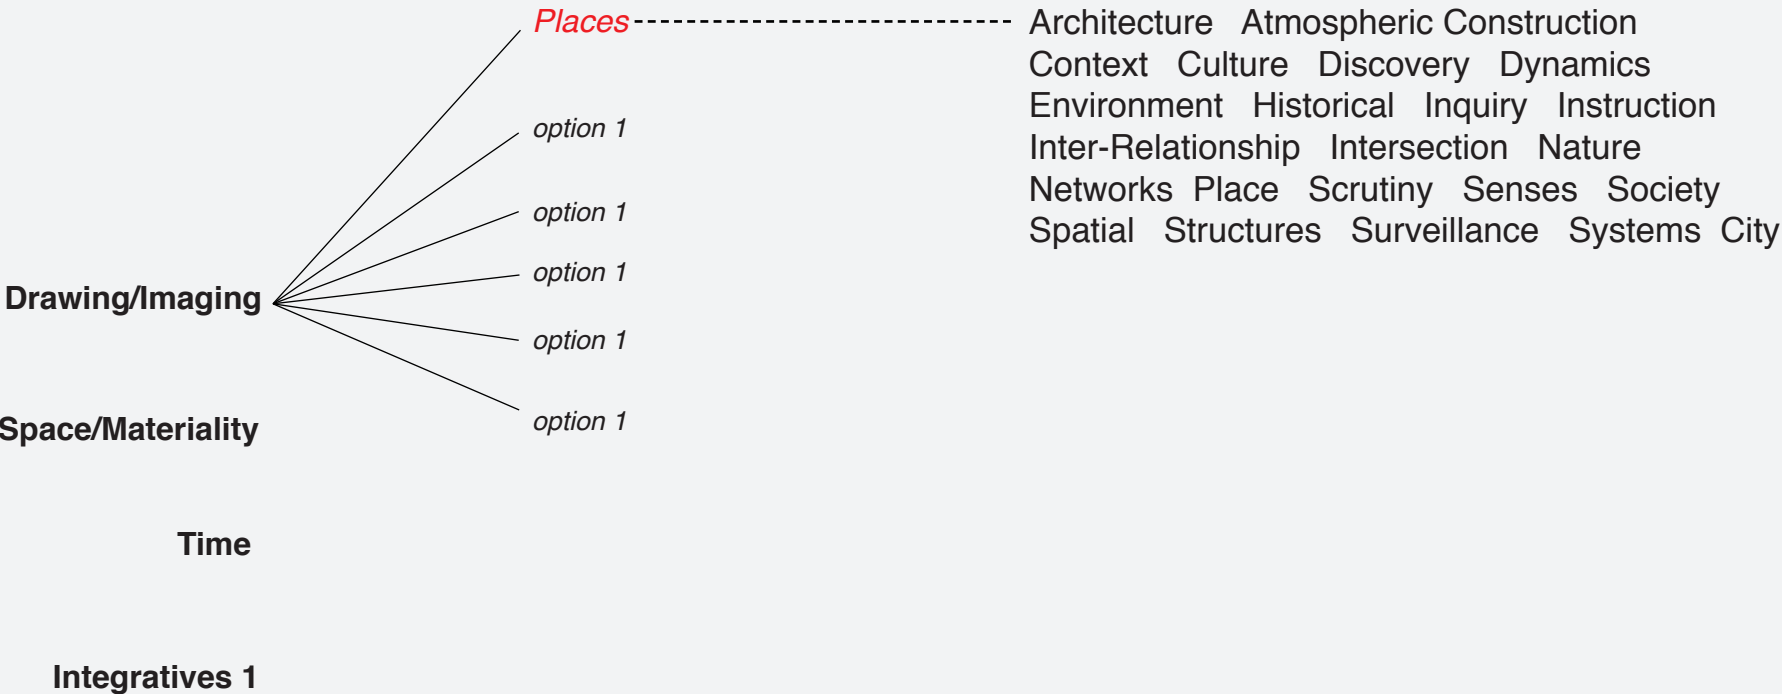 Places
Architecture Atmospheric Construction
Context Culture Discovery Dynamics
Environment Historical Inquiry Instruction
Inter-Relationship Intersection Nature
Networks Place Scrutiny Senses Society
Spatial Structures Surveillance Systems City
option 1
option 1
option 1
option 1
option 1
Drawing/Imaging
Space/Materiality
Time
Integratives 1